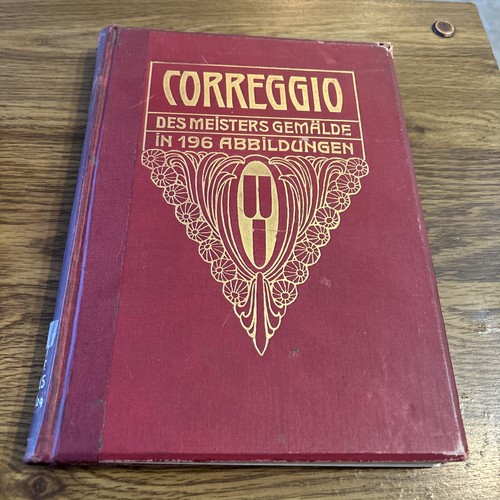 CORREGGIO
DES MEISTERS GEMÄLDE
IN 196 ABBILDUNGEN